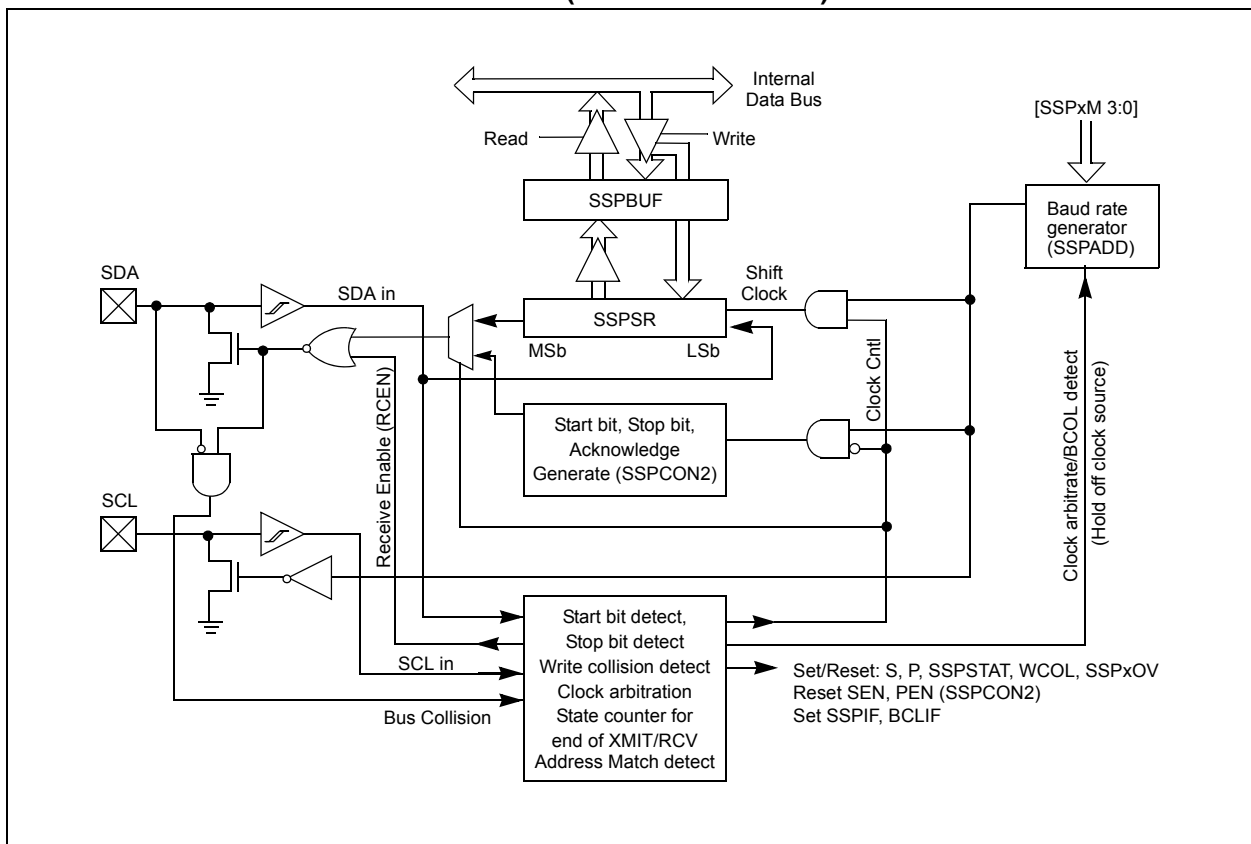 Internal
Data Bus
[SSPxM 3:0]
Read
Write
SSPBUF
Baud rate
generator
(SSPADD)
SDA
Shift
Clock
SDA in
SSPSR
MSb
LSb
Clock Cntl
Receive Enable (RCEN)
Start bit, Stop bit,
Acknowledge
Generate (SSPCON2)
Clock arbitrate/BCOL detect
(Hold off clock source)
SCL
Start bit detect,
Stop bit detect
SCL in
Write collision detect
Clock arbitration
Bus Collision
State counter for
end of XMIT/RCV
Address Match detect
Set/Reset: S, P, SSPSTAT, WCOL, SSPxOV
Reset SEN, PEN (SSPCON2)
Set SSPIF, BCLIF